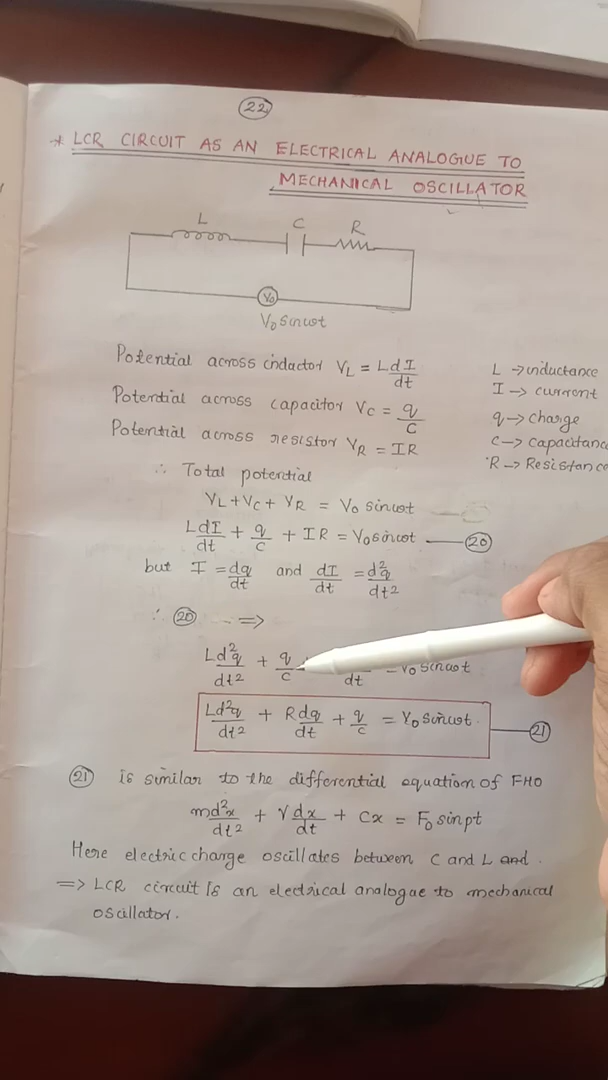 22
* LCR CIRCUIT AS AN ELECTRICAL ANALOGUE TO
MECHANICAL OSCILLATOR
L C R
V₀
V₀ sinωt
Potential across inductor V_L = L dI/dt
L → inductance
I → current
Potential across capacitor V_C = q/C
q → charge
Potential across resistor V_R = IR
C → Capacitance
R → Resistance
∴ Total potential
V_L + V_C + V_R = V₀ sinωt
L dI/dt + q/C + IR = V₀ sinωt — 20
but I = dq/dt and dI/dt = d²q/dt²
∴ 20 ⇒
L d²q/dt² + q/C dt V₀ sinωt
L d²q/dt² + R dq/dt + q/C = V₀ sinωt. — 21
21 is similar to the differential equation of FHO
m d²x/dt² + γ dx/dt + Cx = F₀ sinpt
Here electric charge oscillates between C and L and.
⇒ LCR circuit is an electrical analogue to mechanical
oscillator.